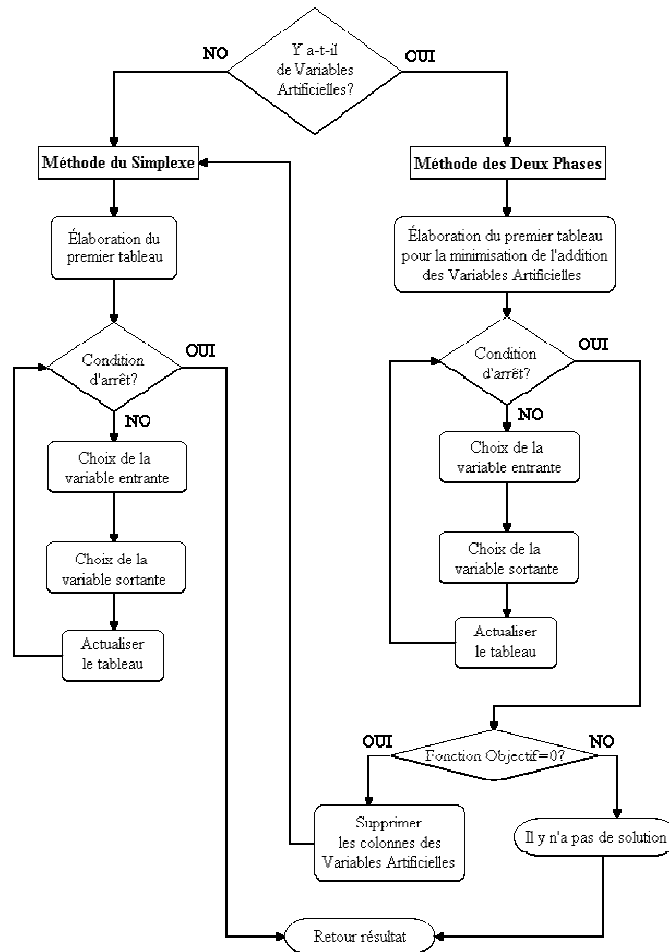 Y a-t-il
de Variables
Artificielles?
NO
OUI
Méthode du Simplexe
Élaboration du
premier tableau
Condition
d'arrêt?
OUI
NO
Choix de la
variable entrante
Choix de la
variable sortante
Actualiser
le tableau
Méthode des Deux Phases
Élaboration du premier tableau
pour la minimisation de l'addition
des Variables Artificielles
Condition
d'arrêt?
OUI
NO
Choix de la
variable entrante
Choix de la
variable sortante
Actualiser
le tableau
Fonction Objectif=0?
OUI
NO
Supprimer
les colonnes des
Variables Artificielles
Il y n'a pas de solution
Retour résultat